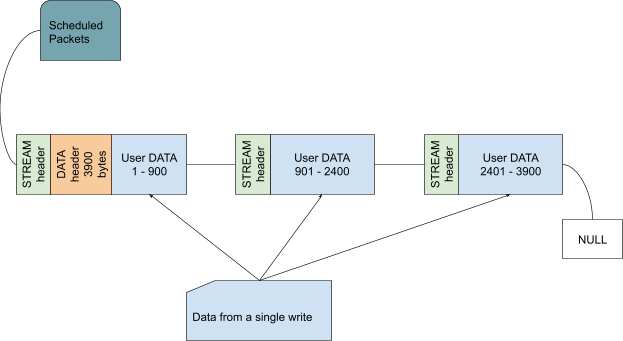 Scheduled
Packets
STREAM
header
DATA
header
3900
bytes
User DATA
1 - 900
STREAM
header
User DATA
901 - 2400
STREAM
header
User DATA
2401 - 3900
NULL
Data from a single write